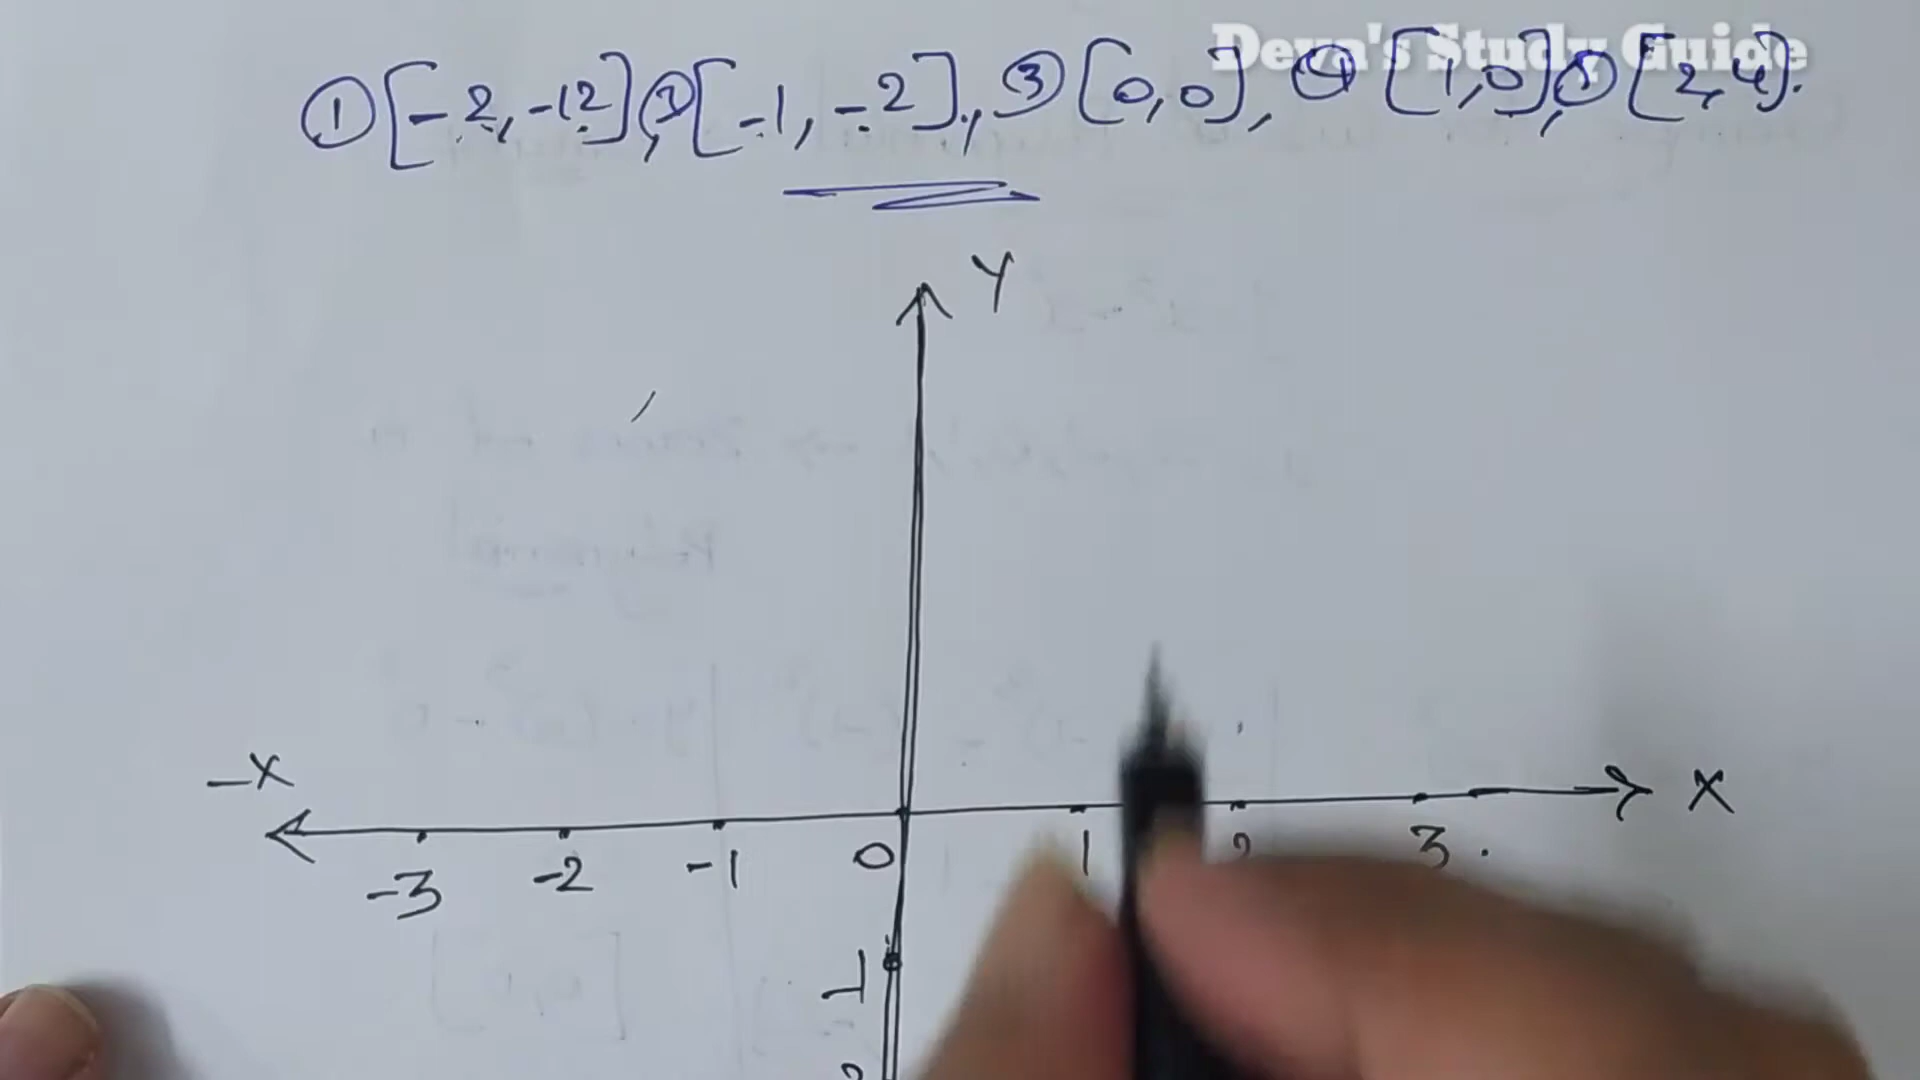 Deva's Study Guide
① [-2, -12], ② [-1, -2], ③ [0,0], ④ [1,0], ⑤ [2,4].
Y
-X
X
-3 -2 -1 0 1 2 3
-1